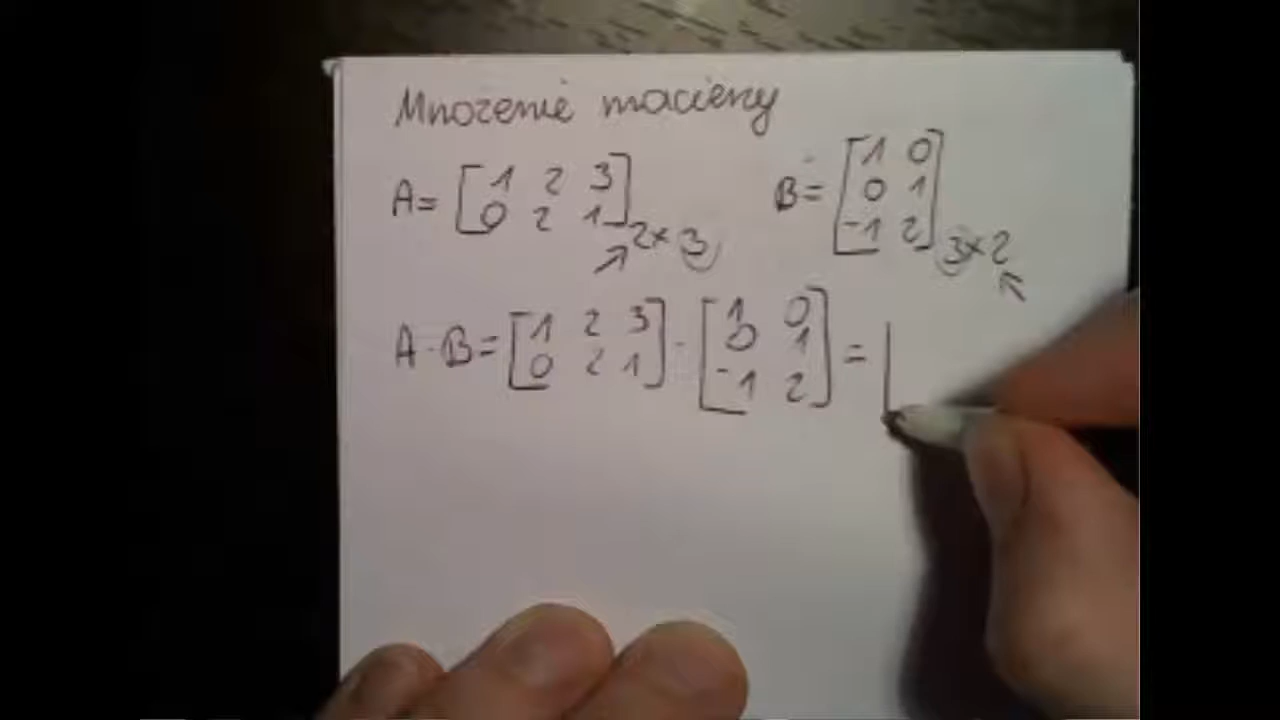 Mnożenie macierzy
A = [1 2 3
0 2 1] 2×3
B = [1 0
0 1
-1 2] 3×2
A·B = [1 2 3
0 2 1] · [1 0
0 1
-1 2] =